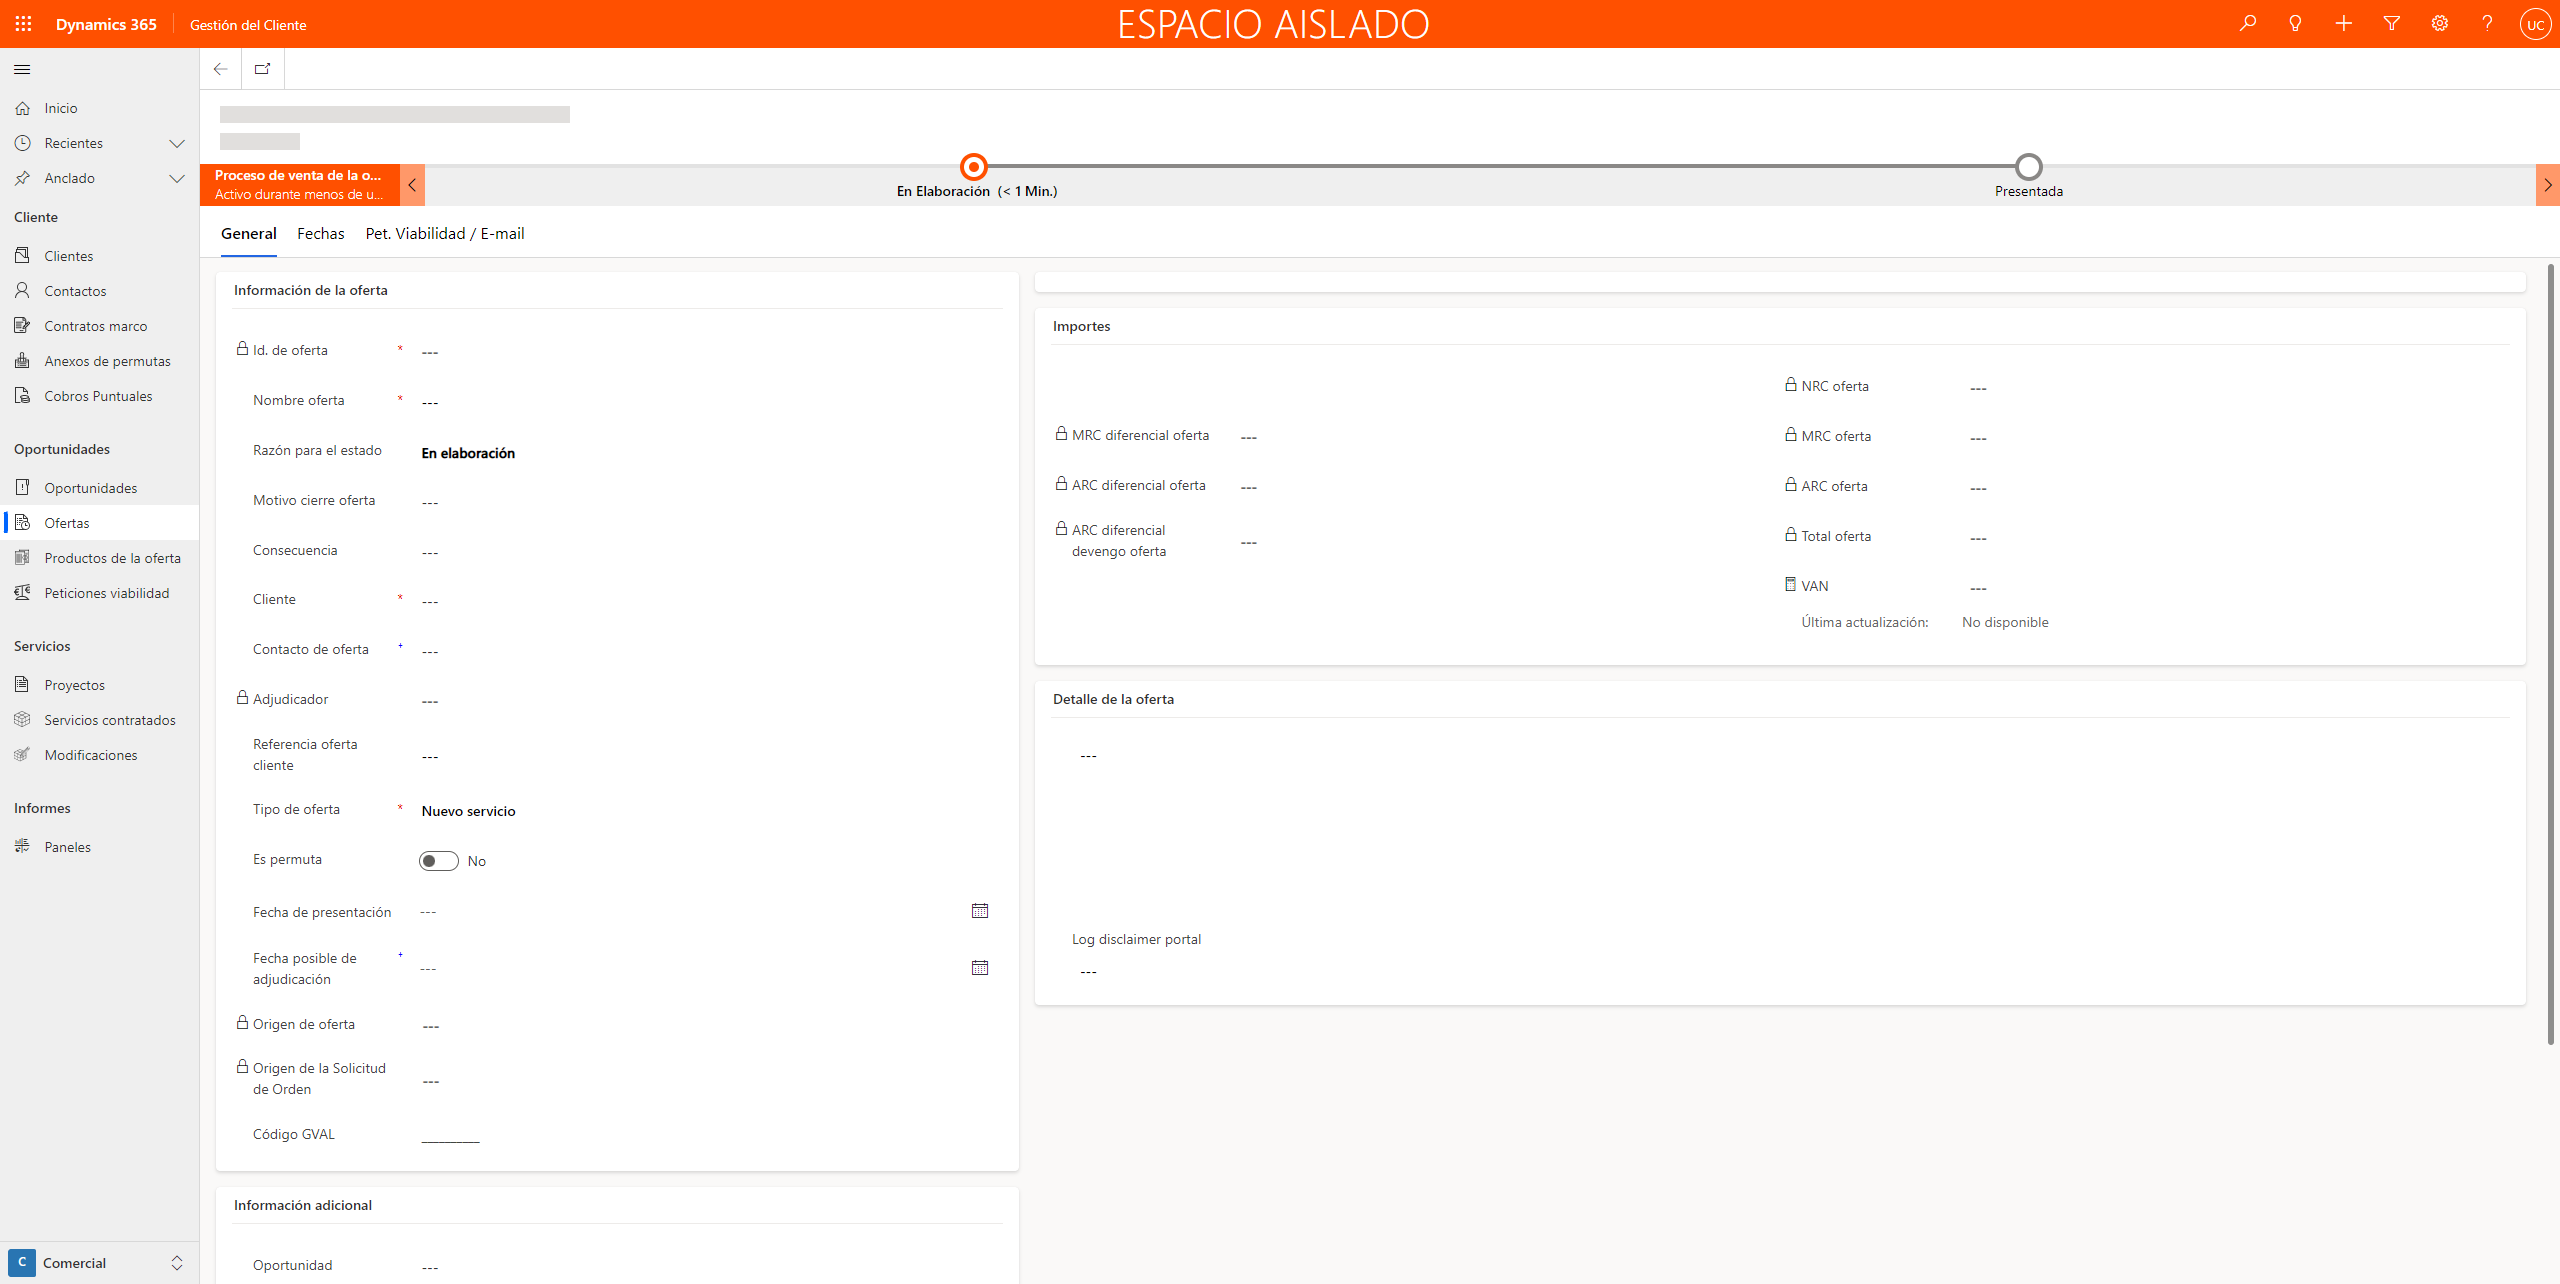 Dynamics 365
Gestión del Cliente
ESPACIO AISLADO
UC
Inicio
Recientes
Anclado
Cliente
Clientes
Contactos
Contratos marco
Anexos de permutas
Cobros Puntuales
Oportunidades
Oportunidades
Ofertas
Productos de la oferta
Peticiones viabilidad
Servicios
Proyectos
Servicios contratados
Modificaciones
Informes
Paneles
C Comercial
Proceso de venta de la o...
Activo durante menos de u...
En Elaboración (< 1 Min.)
Presentada
General
Fechas
Pet. Viabilidad / E-mail
Información de la oferta
Id. de oferta * ---
Nombre oferta * ---
Razón para el estado En elaboración
Motivo cierre oferta ---
Consecuencia ---
Cliente * ---
Contacto de oferta + ---
Adjudicador ---
Referencia oferta
cliente ---
Tipo de oferta * Nuevo servicio
Es permuta No
Fecha de presentación ---
Fecha posible de + ---
adjudicación
Origen de oferta ---
Origen de la Solicitud
de Orden ---
Código GVAL ________
Información adicional
Oportunidad ---
Importes
MRC diferencial oferta ---
ARC diferencial oferta ---
ARC diferencial
devengo oferta ---
NRC oferta ---
MRC oferta ---
ARC oferta ---
Total oferta ---
VAN ---
Última actualización: No disponible
Detalle de la oferta
---
Log disclaimer portal
---